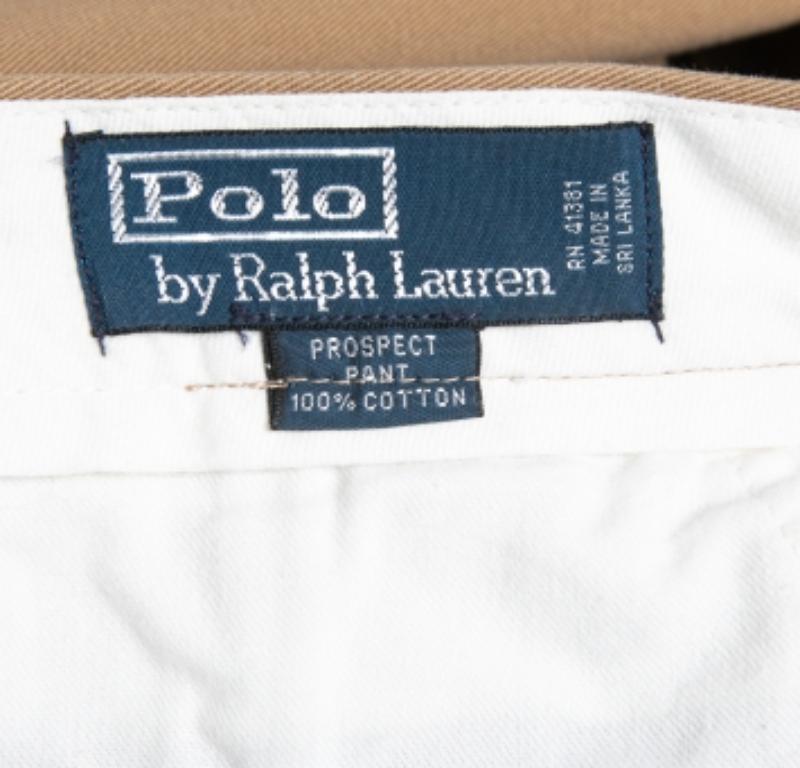 Polo
by Ralph Lauren
RN 41381
MADE IN
SRI LANKA
PROSPECT
PANT
100% COTTON